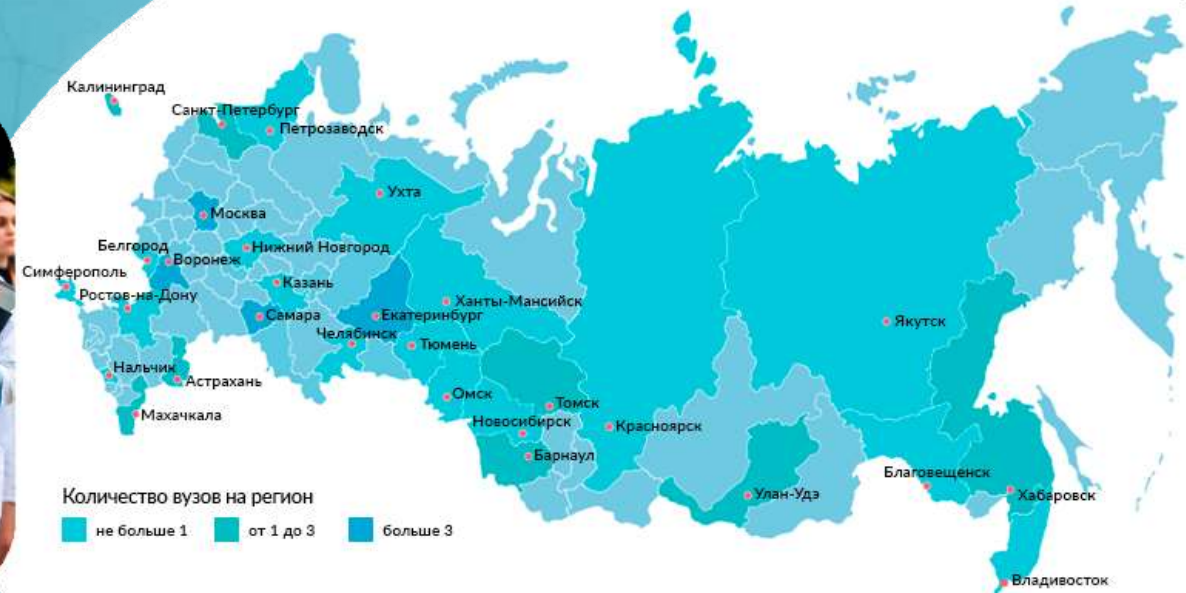 Калининград
Санкт-Петербург
Петрозаводск
Ухта
Москва
Белгород
Нижний Новгород
Воронеж
Симферополь
Казань
Ростов-на-Дону
Ханты-Мансийск
Самара
Екатеринбург
Якутск
Челябинск
Тюмень
Нальчик
Астрахань
Омск
Томск
Махачкала
Новосибирск
Красноярск
Барнаул
Благовещенск
Улан-Удэ
Хабаровск
Количество вузов на регион
не больше 1
от 1 до 3
больше 3
Владивосток